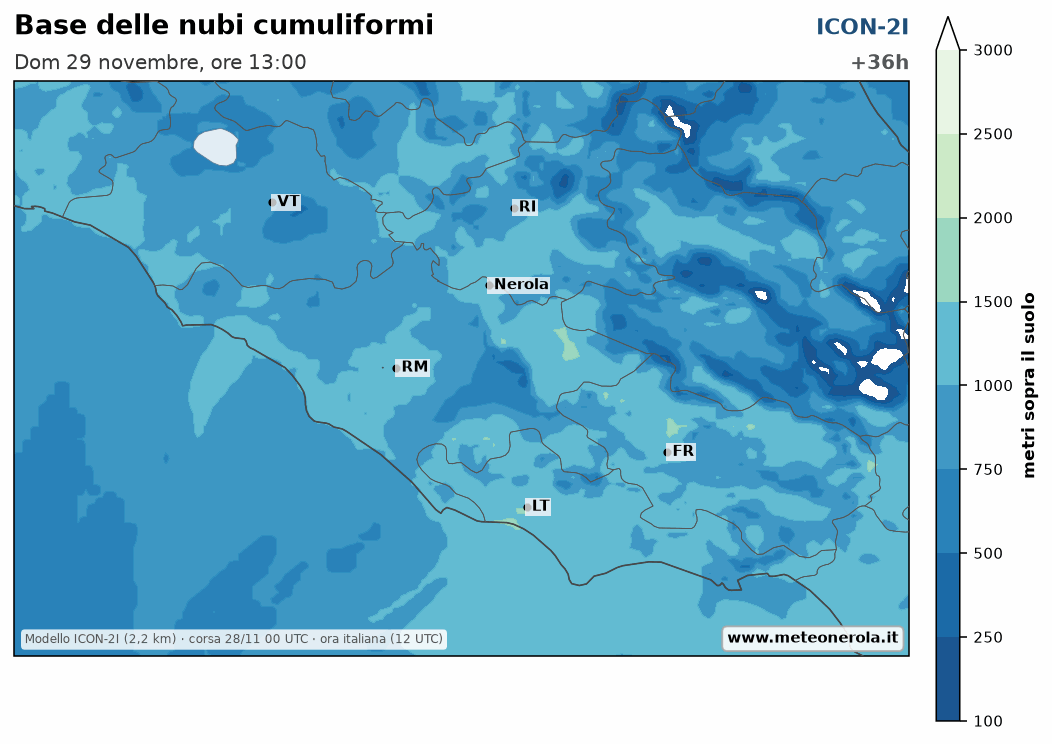 Base delle nubi cumuliformi
ICON-2I
Dom 29 novembre, ore 13:00
+36h
VT
RI
Nerola
RM
FR
LT
3000
2500
2000
1500
1000
750
500
250
100
metri sopra il suolo
Modello ICON-2I (2,2 km) · corsa 28/11 00 UTC · ora italiana (12 UTC)
www.meteonerola.it